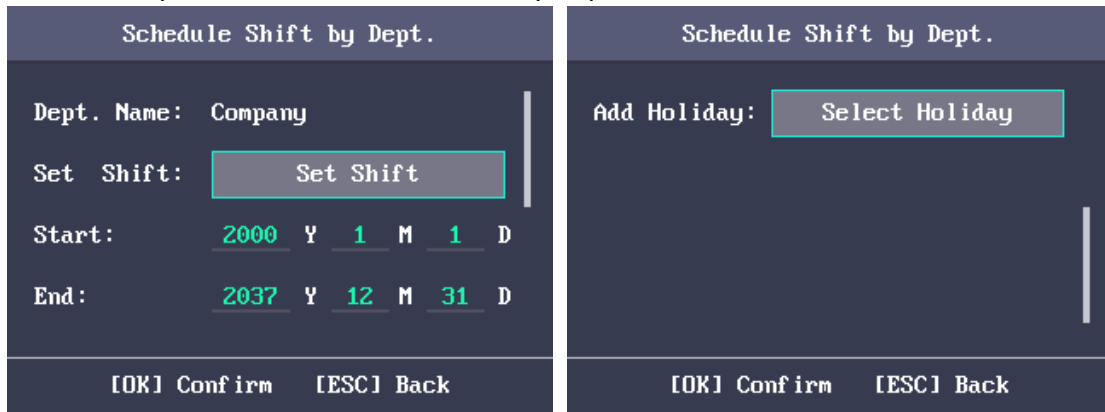 Schedule Shift by Dept.
Dept. Name: Company
Set Shift: Set Shift
Start: 2000 Y 1 M 1 D
End: 2037 Y 12 M 31 D
[OK] Confirm [ESC] Back
Schedule Shift by Dept.
Add Holiday: Select Holiday
[OK] Confirm [ESC] Back